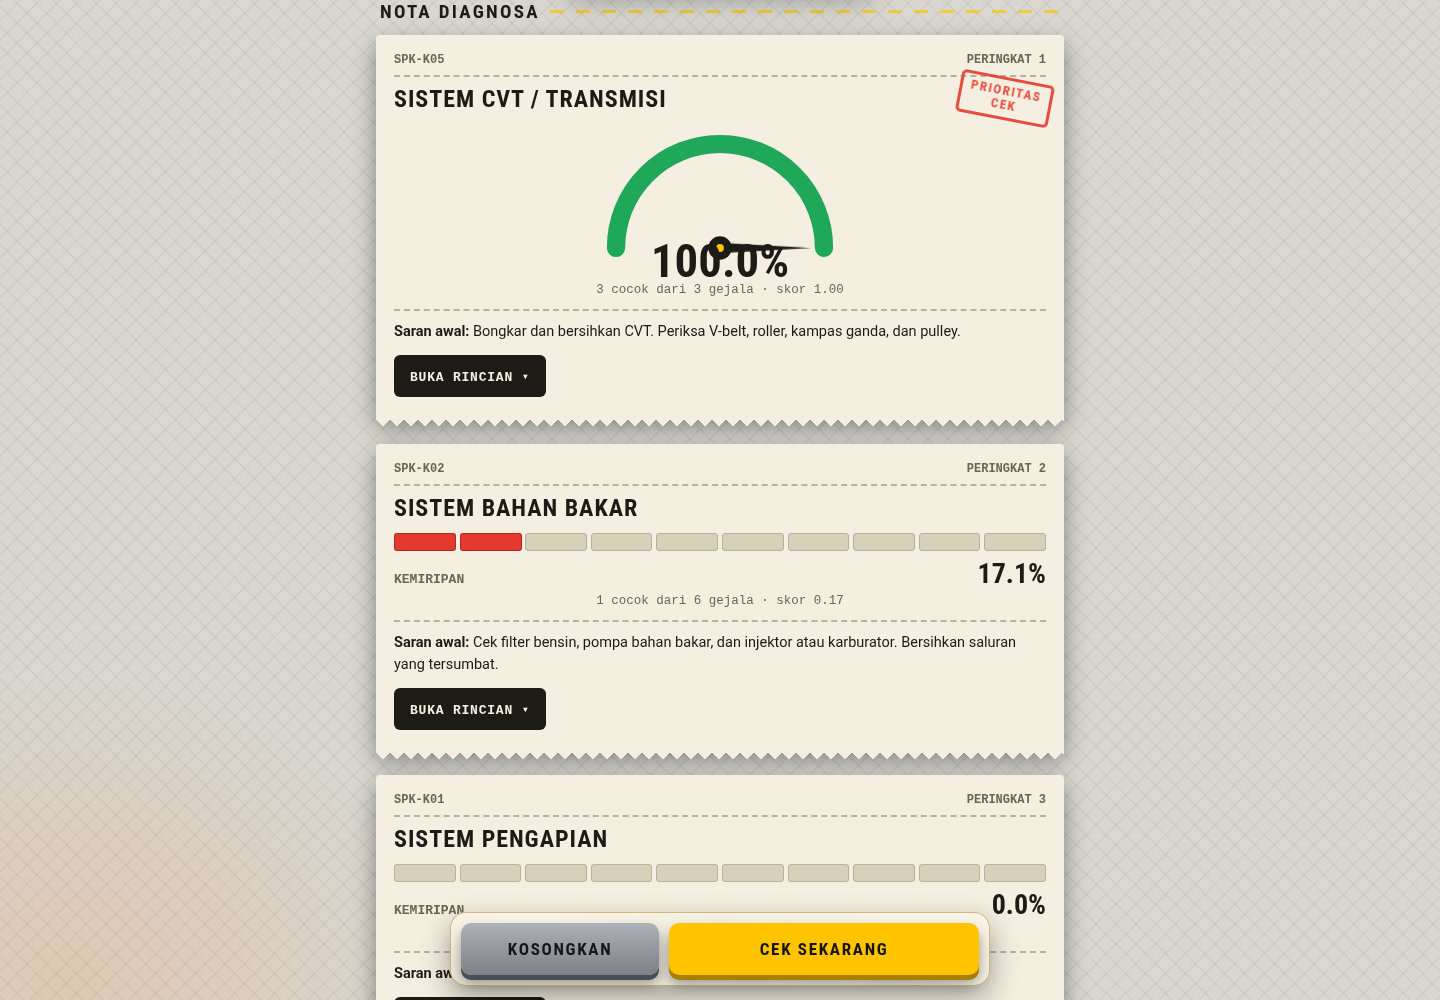 NOTA DIAGNOSA
SPK-K05
PERINGKAT 1
PRIORITAS
CEK
SISTEM CVT / TRANSMISI
100.0%
3 cocok dari 3 gejala · skor 1.00
Saran awal: Bongkar dan bersihkan CVT. Periksa V-belt, roller, kampas ganda, dan pulley.
BUKA RINCIAN ▾
SPK-K02
PERINGKAT 2
SISTEM BAHAN BAKAR
KEMIRIPAN
17.1%
1 cocok dari 6 gejala · skor 0.17
Saran awal: Cek filter bensin, pompa bahan bakar, dan injektor atau karburator. Bersihkan saluran
yang tersumbat.
BUKA RINCIAN ▾
SPK-K01
PERINGKAT 3
SISTEM PENGAPIAN
KEMIRIPAN
0.0%
KOSONGKAN
CEK SEKARANG
Saran